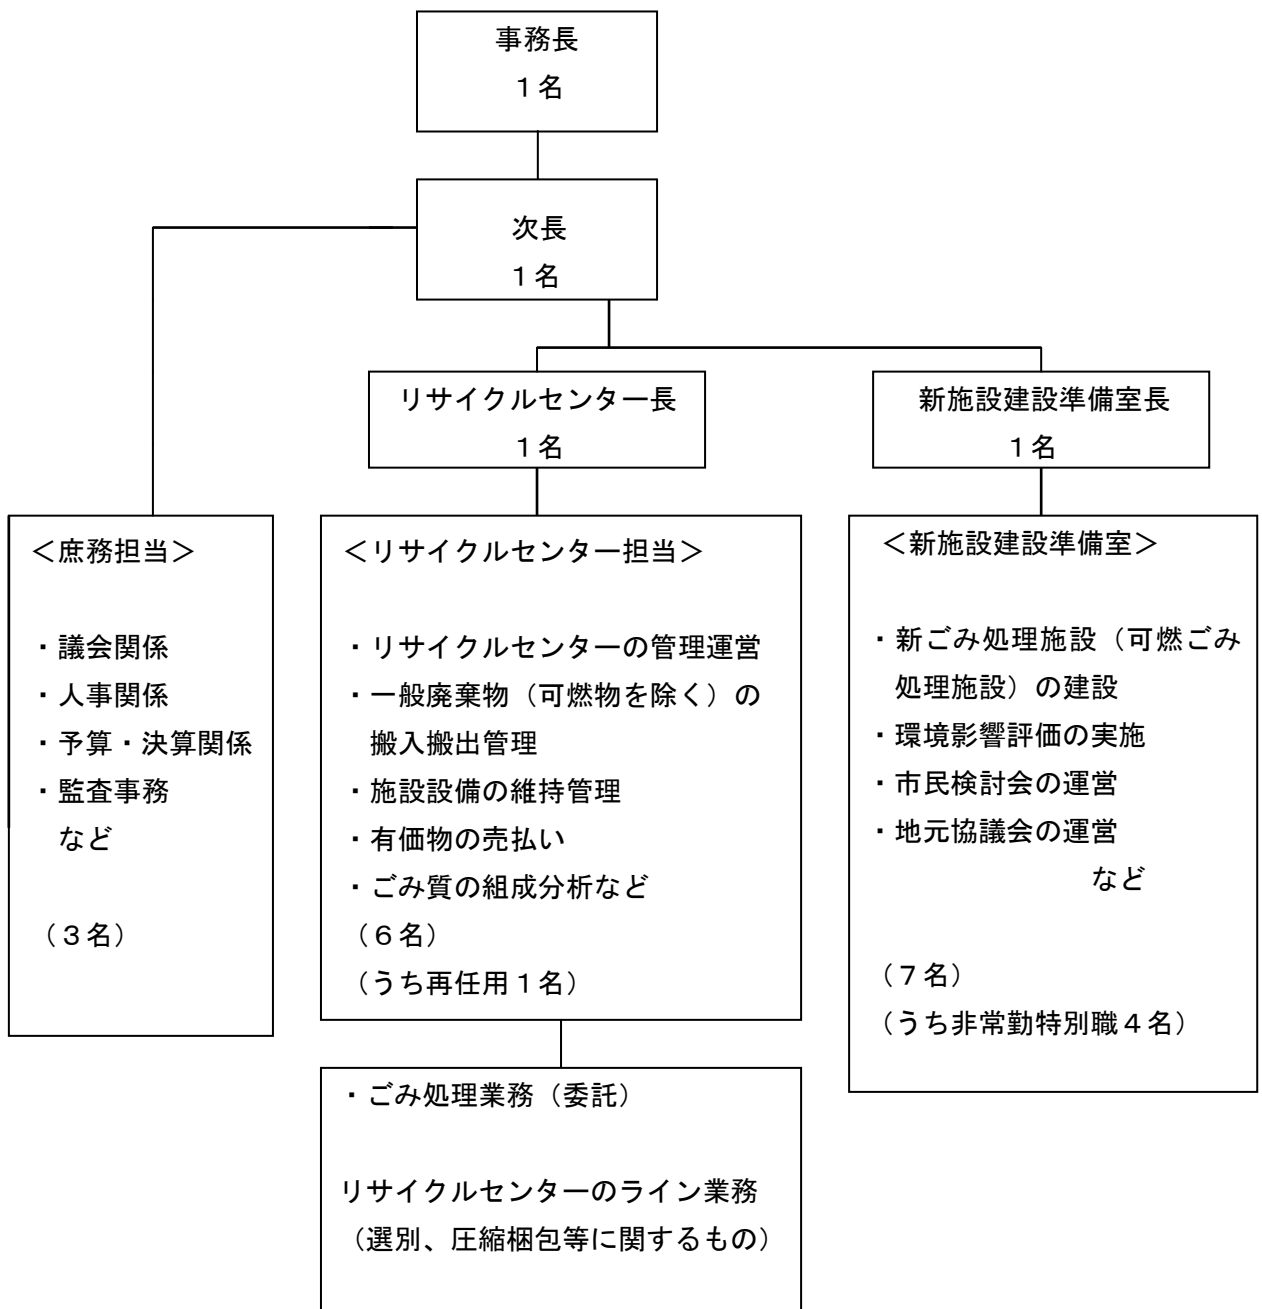 事務長
１名
次長
１名
リサイクルセンター長
１名
新施設建設準備室長
１名
＜庶務担当＞
・議会関係
・人事関係
・予算・決算関係
・監査事務
など
（３名）
＜リサイクルセンター担当＞
・リサイクルセンターの管理運営
・一般廃棄物（可燃物を除く）の
搬入搬出管理
・施設設備の維持管理
・有価物の売払い
・ごみ質の組成分析など
（６名）
（うち再任用１名）
＜新施設建設準備室＞
・新ごみ処理施設（可燃ごみ
処理施設）の建設
・環境影響評価の実施
・市民検討会の運営
・地元協議会の運営
など
（７名）
（うち非常勤特別職４名）
・ごみ処理業務（委託）
リサイクルセンターのライン業務
（選別、圧縮梱包等に関するもの）